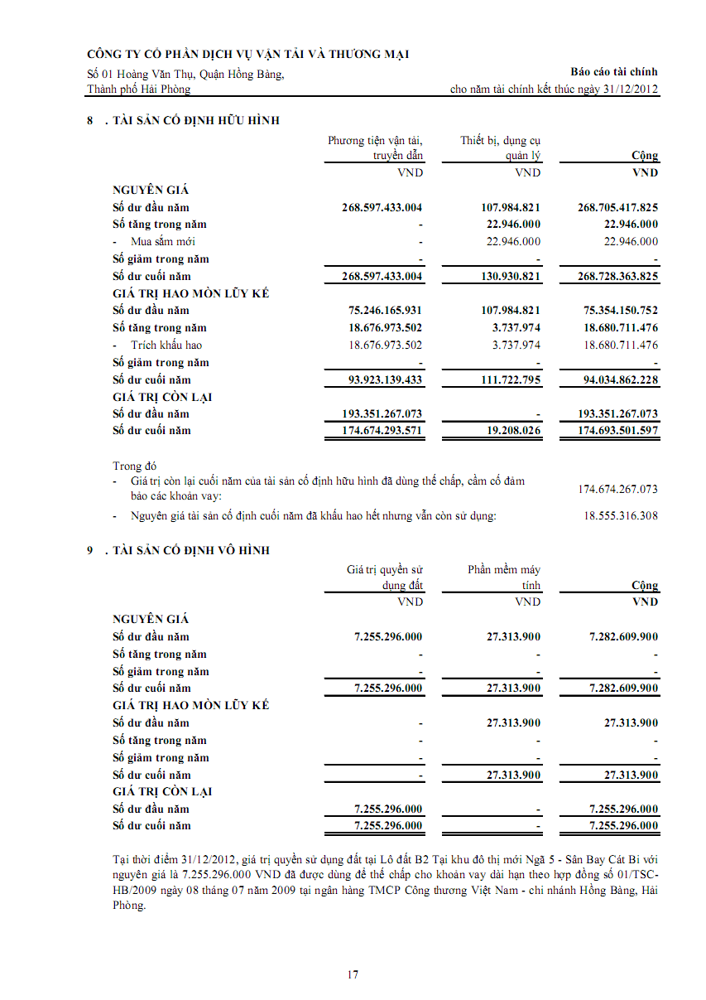 CÔNG TY CỔ PHẦN DỊCH VỤ VẬN TẢI VÀ THƯƠNG MẠI
Số 01 Hoàng Văn Thụ, Quận Hồng Bàng, Báo cáo tài chính
Thành phố Hải Phòng cho năm tài chính kết thúc ngày 31/12/2012
8 . TÀI SẢN CỐ ĐỊNH HỮU HÌNH
Phương tiện vận tải, Thiết bị, dụng cụ
truyền dẫn quản lý Cộng
VND VND VND
NGUYÊN GIÁ
Số dư đầu năm 268.597.433.004 107.984.821 268.705.417.825
Số tăng trong năm - 22.946.000 22.946.000
- Mua sắm mới - 22.946.000 22.946.000
Số giảm trong năm - - -
Số dư cuối năm 268.597.433.004 130.930.821 268.728.363.825
GIÁ TRỊ HAO MÒN LŨY KẾ
Số dư đầu năm 75.246.165.931 107.984.821 75.354.150.752
Số tăng trong năm 18.676.973.502 3.737.974 18.680.711.476
- Trích khấu hao 18.676.973.502 3.737.974 18.680.711.476
Số giảm trong năm - - -
Số dư cuối năm 93.923.139.433 111.722.795 94.034.862.228
GIÁ TRỊ CÒN LẠI
Số dư đầu năm 193.351.267.073 - 193.351.267.073
Số dư cuối năm 174.674.293.571 19.208.026 174.693.501.597
Trong đó
- Giá trị còn lại cuối năm của tài sản cố định hữu hình đã dùng thế chấp, cầm cố đảm
bảo các khoản vay: 174.674.267.073
- Nguyên giá tài sản cố định cuối năm đã khấu hao hết nhưng vẫn còn sử dụng: 18.555.316.308
9 . TÀI SẢN CỐ ĐỊNH VÔ HÌNH
Giá trị quyền sử Phần mềm máy
dụng đất tính Cộng
VND VND VND
NGUYÊN GIÁ
Số dư đầu năm 7.255.296.000 27.313.900 7.282.609.900
Số tăng trong năm - - -
Số giảm trong năm - - -
Số dư cuối năm 7.255.296.000 27.313.900 7.282.609.900
GIÁ TRỊ HAO MÒN LŨY KẾ
Số dư đầu năm - 27.313.900 27.313.900
Số tăng trong năm - - -
Số giảm trong năm - - -
Số dư cuối năm - 27.313.900 27.313.900
GIÁ TRỊ CÒN LẠI
Số dư đầu năm 7.255.296.000 - 7.255.296.000
Số dư cuối năm 7.255.296.000 - 7.255.296.000
Tại thời điểm 31/12/2012, giá trị quyền sử dụng đất tại Lô đất B2 Tại khu đô thị mới Ngã 5 - Sân Bay Cát Bi với
nguyên giá là 7.255.296.000 VND đã được dùng để thế chấp cho khoản vay dài hạn theo hợp đồng số 01/TSC-
HB/2009 ngày 08 tháng 07 năm 2009 tại ngân hàng TMCP Công thương Việt Nam - chi nhánh Hồng Bàng, Hải
Phòng.
17